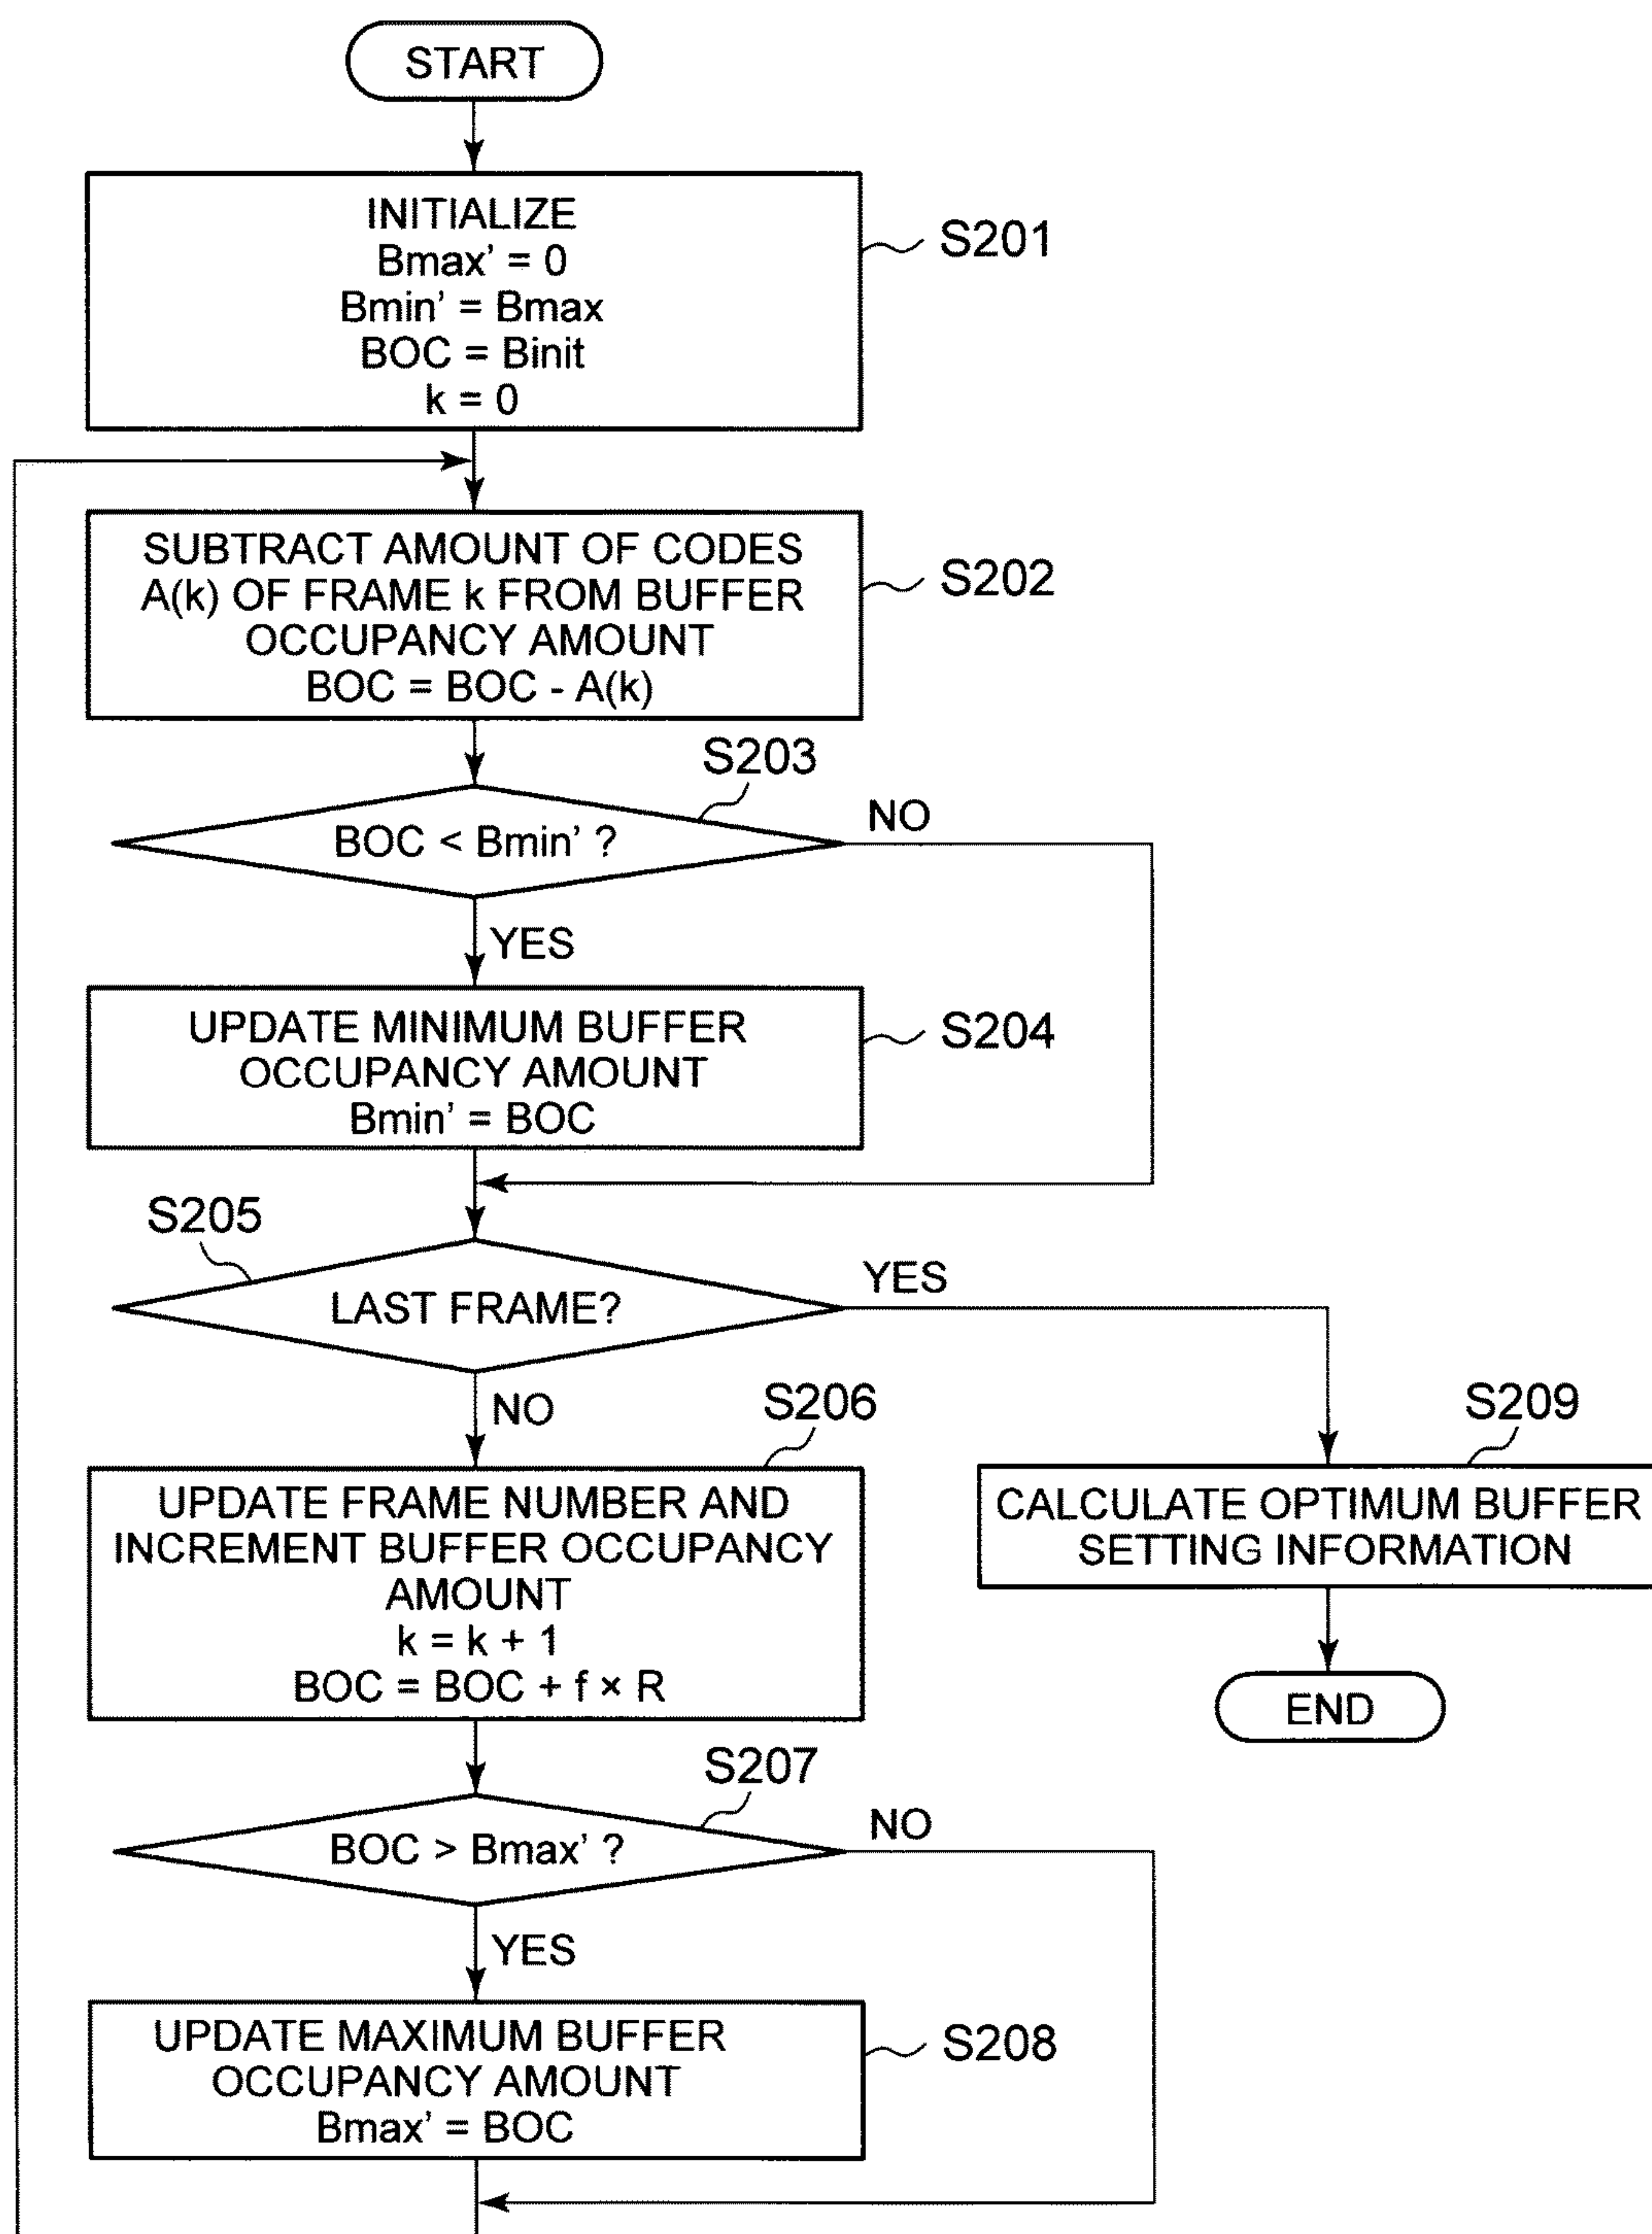 START
INITIALIZE
Bmax’ = 0
Bmin’ = Bmax
BOC = Binit
k = 0
S201
SUBTRACT AMOUNT OF CODES
A(k) OF FRAME k FROM BUFFER
OCCUPANCY AMOUNT
BOC = BOC - A(k)
S202
S203
BOC < Bmin’ ?
NO
YES
UPDATE MINIMUM BUFFER
OCCUPANCY AMOUNT
Bmin’ = BOC
S204
S205
LAST FRAME?
YES
NO
S206
UPDATE FRAME NUMBER AND
INCREMENT BUFFER OCCUPANCY
AMOUNT
k = k + 1
BOC = BOC + f × R
S209
CALCULATE OPTIMUM BUFFER
SETTING INFORMATION
END
S207
BOC > Bmax’ ?
NO
YES
UPDATE MAXIMUM BUFFER
OCCUPANCY AMOUNT
Bmax’ = BOC
S208